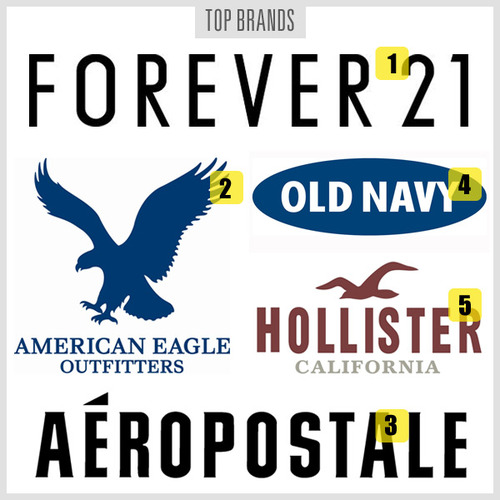 TOP BRANDS
1
FOREVER 21
2
AMERICAN EAGLE
OUTFITTERS
4
OLD NAVY
5
HOLLISTER
CALIFORNIA
3
AÉROPOSTALE